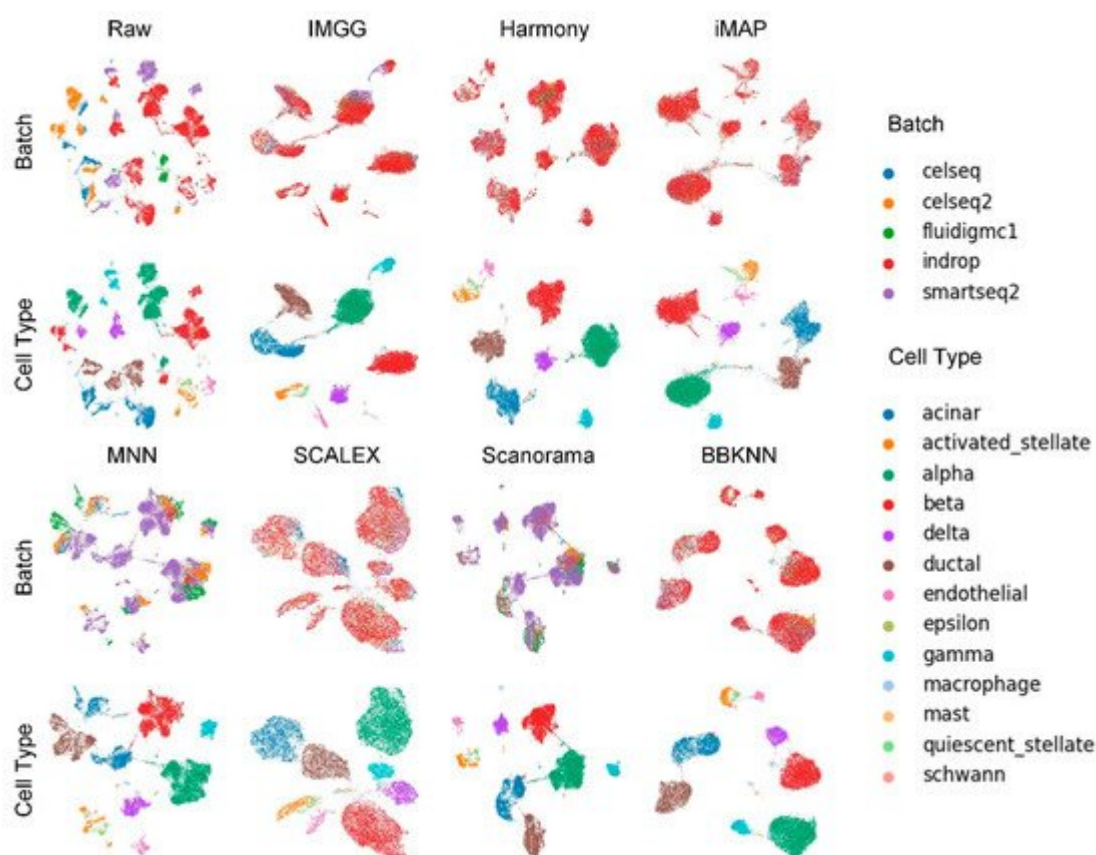 Raw IMGG Harmony iMAP
Batch
Cell Type
MNN SCALEX Scanorama BBKNN
Batch
Cell Type
Batch
celseq
celseq2
fluidigmc1
indrop
smartseq2
Cell Type
acinar
activated_stellate
alpha
beta
delta
ductal
endothelial
epsilon
gamma
macrophage
mast
quiescent_stellate
schwann